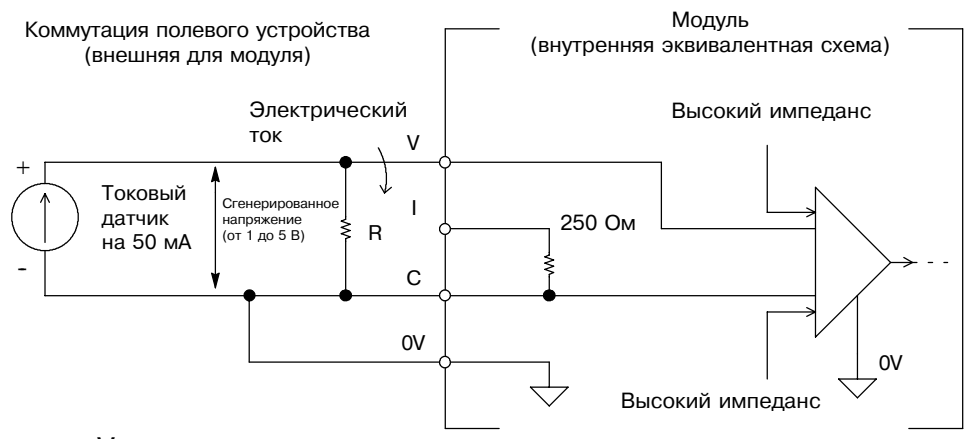 Коммутация полевого устройства
(внешняя для модуля)
Модуль
(внутренняя эквивалентная схема)
Электрический
ток
Высокий импеданс
V
+
Токовый
датчик
на 50 мА
Сгенерированное
напряжение
(от 1 до 5 В)
R
I
250 Ом
-
C
0V
0V
Высокий импеданс